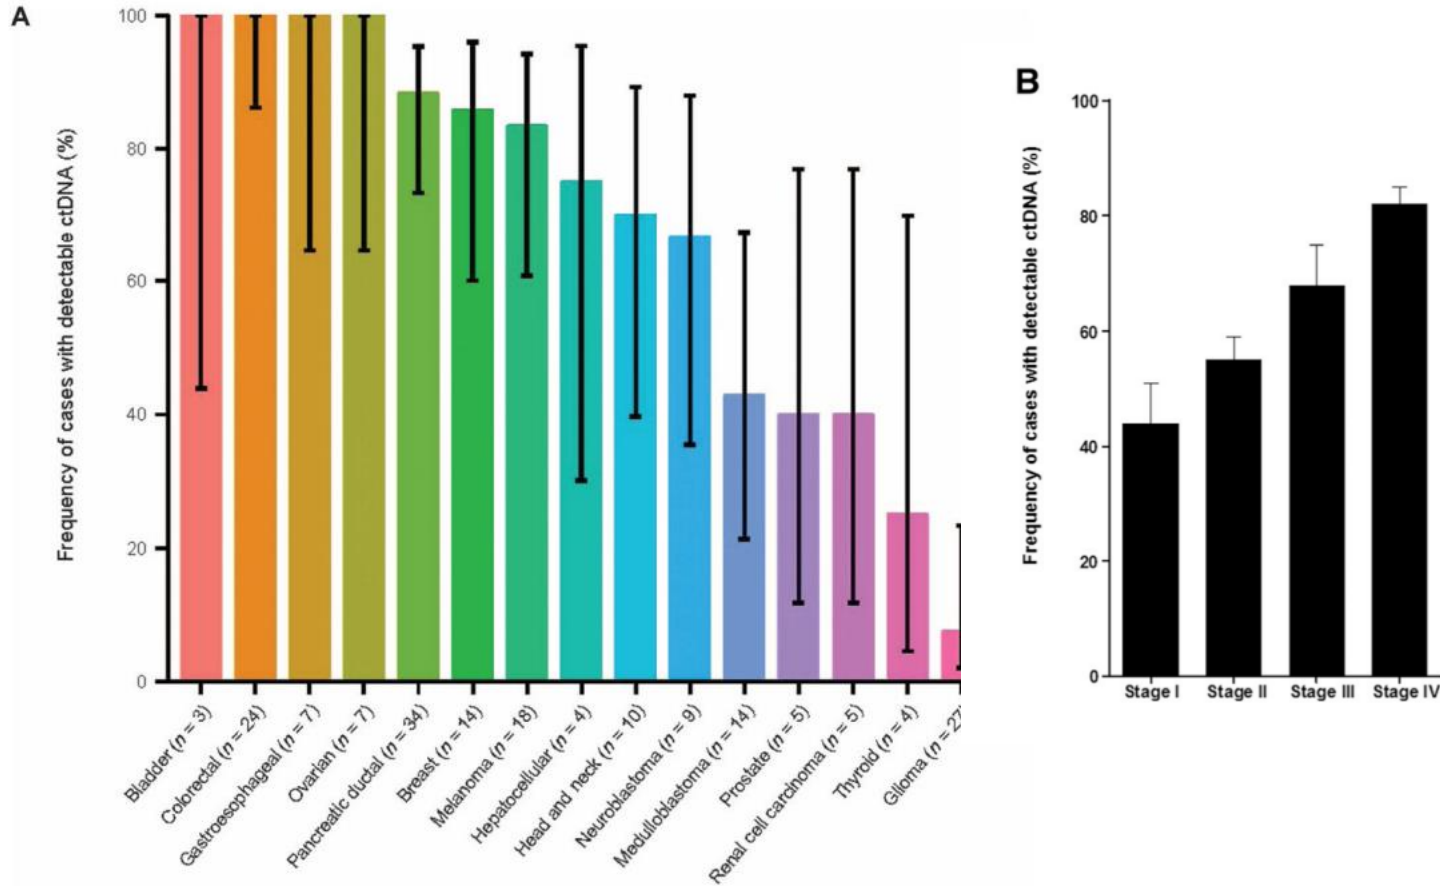 A
Frequency of cases with detectable ctDNA (%)
100
80
60
40
20
0
Bladder (n = 3)
Colorectal (n = 24)
Gastroesophageal (n = 7)
Ovarian (n = 7)
Pancreatic ductal (n = 34)
Breast (n = 14)
Melanoma (n = 18)
Hepatocellular (n = 4)
Head and neck (n = 10)
Neuroblastoma (n = 9)
Medulloblastoma (n = 14)
Prostate (n = 5)
Renal cell carcinoma (n = 5)
Thyroid (n = 4)
Glioma (n = 27
B
Frequency of cases with detectable ctDNA (%)
100
80
60
40
20
0
Stage I
Stage II
Stage III
Stage IV